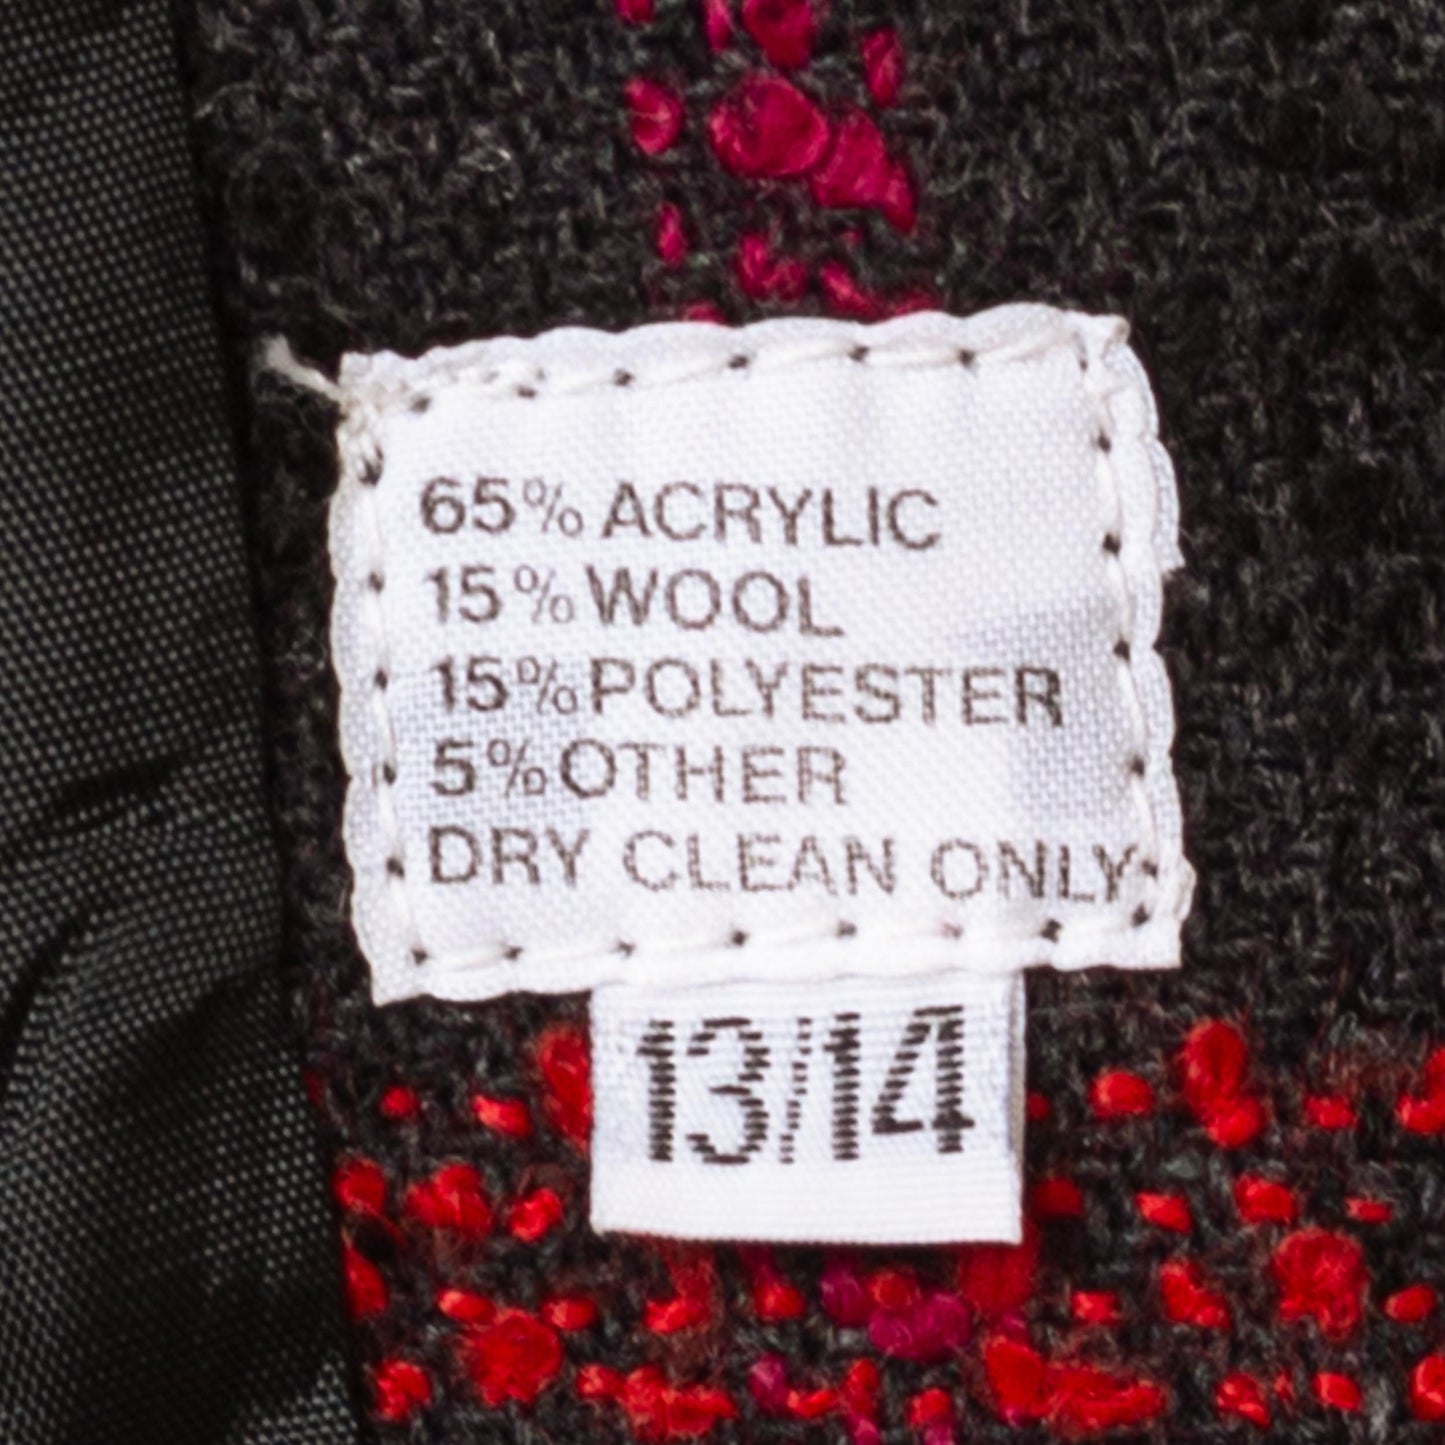 65% ACRYLIC
15% WOOL
15% POLYESTER
5% OTHER
DRY CLEAN ONLY
13/14